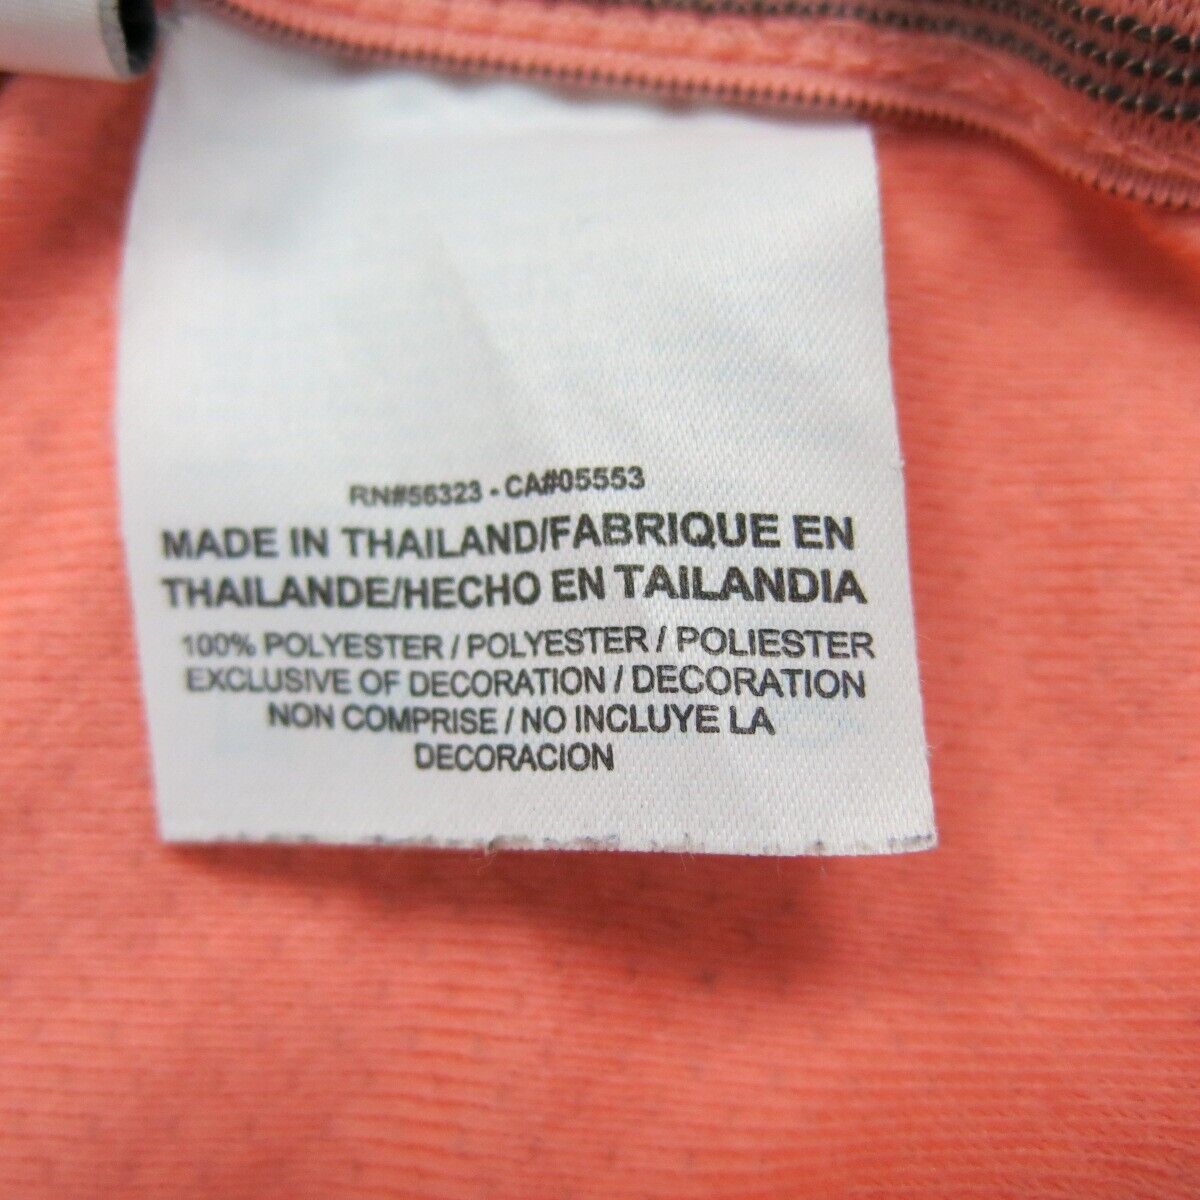 RN#56323 - CA#05553
MADE IN THAILAND/FABRIQUE EN
THAILANDE/HECHO EN TAILANDIA
100% POLYESTER / POLYESTER / POLIESTER
EXCLUSIVE OF DECORATION / DECORATION
NON COMPRISE / NO INCLUYE LA
DECORACION